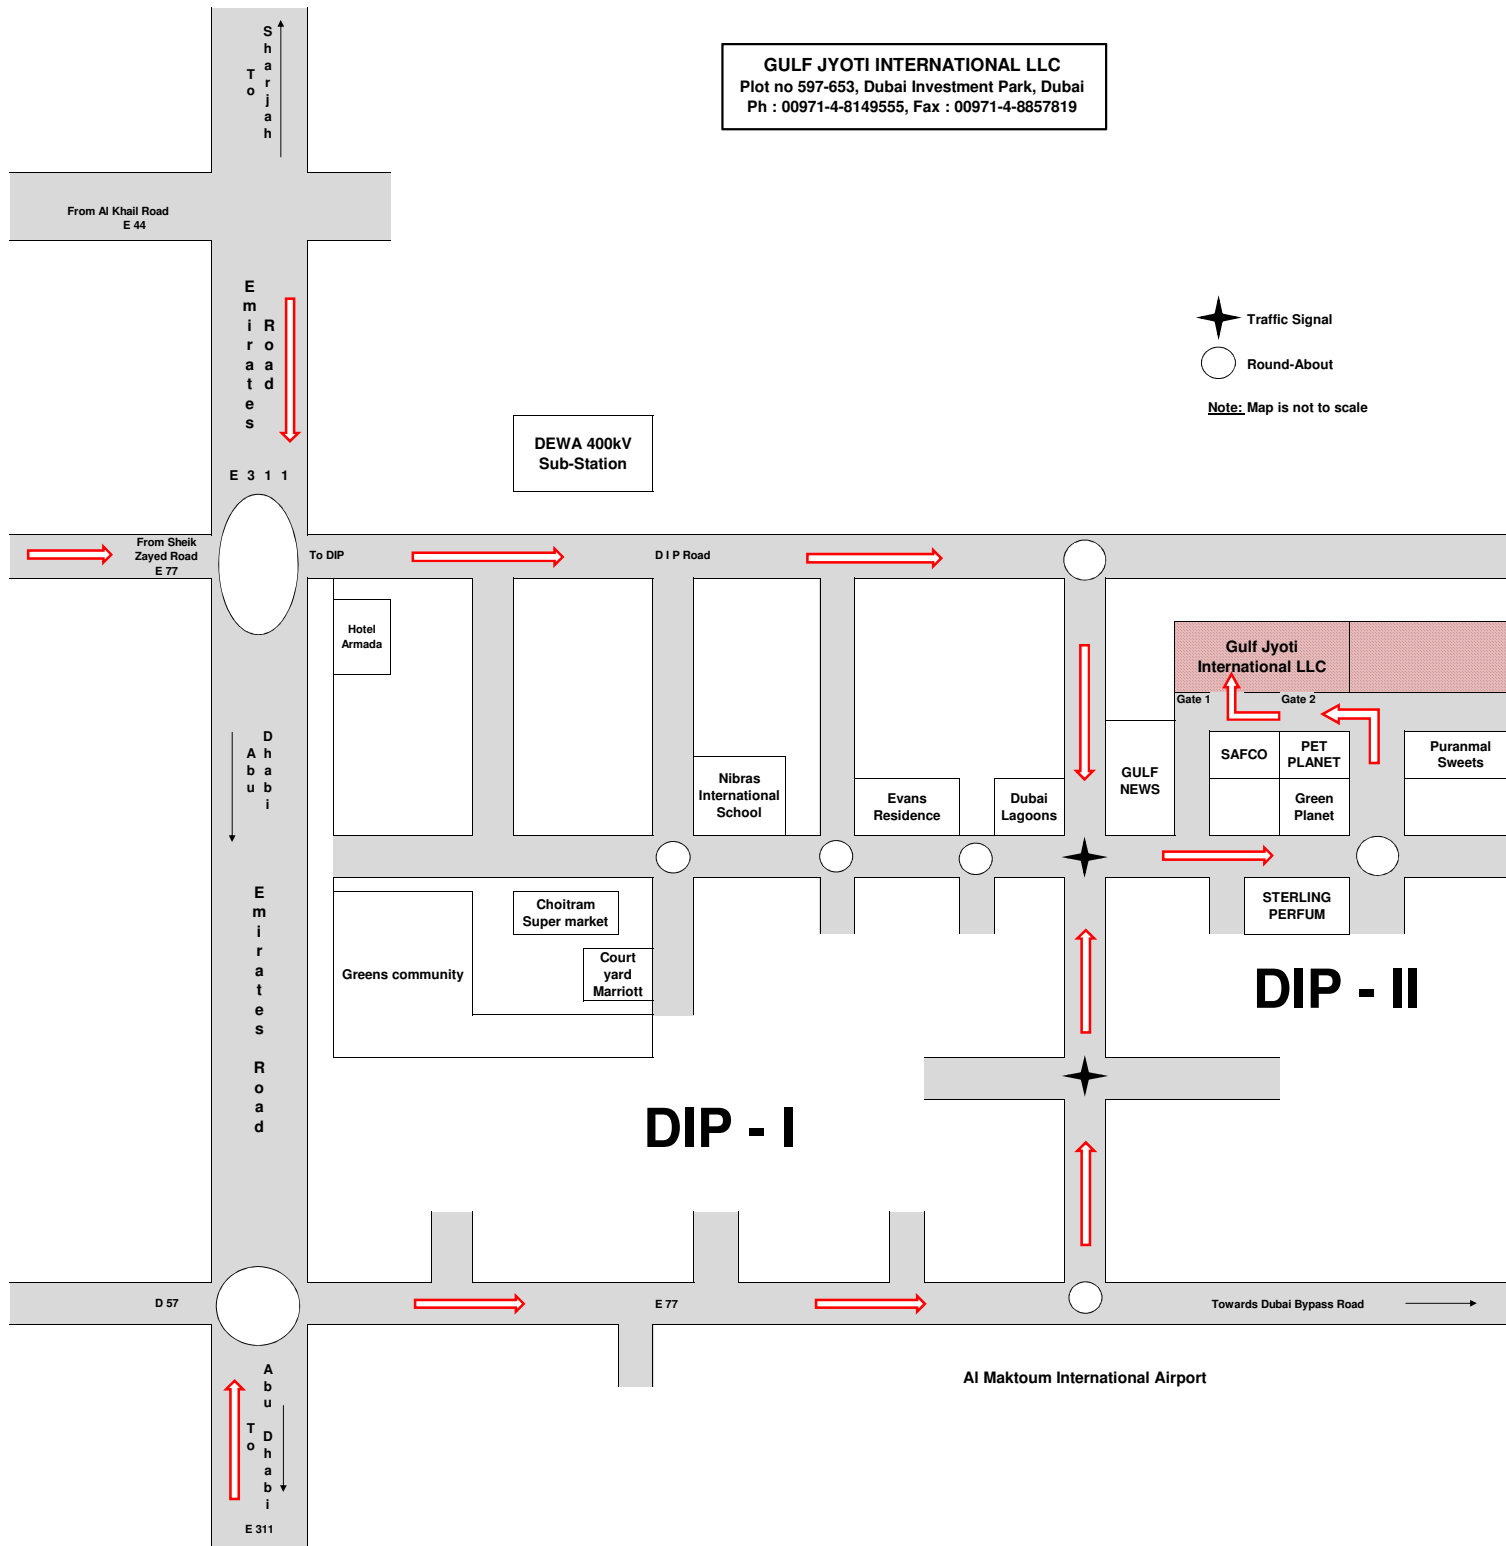 To
Sharjah
GULF JYOTI INTERNATIONAL LLC
Plot no 597-653, Dubai Investment Park, Dubai
Ph : 00971-4-8149555, Fax : 00971-4-8857819
From Al Khail Road
E 44
Emirates
Road
E 3 1 1
Traffic Signal
Round-About
Note: Map is not to scale
DEWA 400kV
Sub-Station
From Sheik
Zayed Road
E 77
To DIP
D I P Road
Hotel
Armada
Gulf Jyoti
International LLC
Gate 1
Gate 2
Abu
Dhabi
SAFCO
PET
PLANET
Puranmal
Sweets
GULF
NEWS
Nibras
International
School
Evans
Residence
Dubai
Lagoons
Green
Planet
Emirates Road
Choitram
Super market
STERLING
PERFUM
Greens community
Court
yard
Marriott
DIP - II
DIP - I
D 57
E 77
Towards Dubai Bypass Road
Al Maktoum International Airport
To
Abu Dhabi
E 311